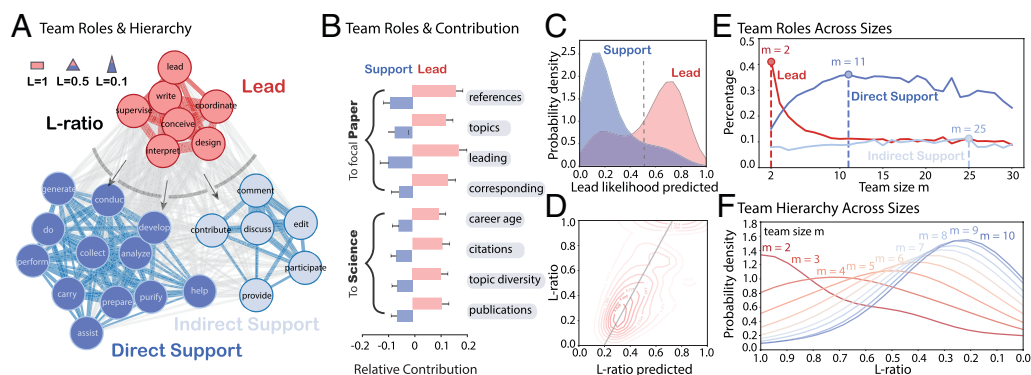 A Team Roles & Hierarchy
L=1 L=0.5 L=0.1
L-ratio
Lead
lead
write
supervise
coordinate
conceive
interpret
design
generate
conduct
do
develop
collect
analyze
perform
carry
prepare
purify
help
assist
comment
contribute
discuss
edit
participate
provide
Indirect Support
Direct Support
B Team Roles & Contribution
Support Lead
To focal Paper
references
topics
leading
corresponding
To Science
career age
citations
topic diversity
publications
-0.2 -0.1 0 0.1 0.2
Relative Contribution
C
Probability density
2.5
2.0
1.5
1.0
0.5
0.0
Support
Lead
0.0 0.2 0.4 0.6 0.8 1.0
Lead likelihood predicted
D
L-ratio
1.0
0.8
0.6
0.4
0.2
0.0
0.0 0.2 0.4 0.6 0.8 1.0
L-ratio predicted
E Team Roles Across Sizes
Percentage
0.5
0.4
0.3
0.2
0.1
0.0
m = 2
Lead
m = 11
Direct Support
m = 25
Indirect Support
2 10 15 20 25 30
Team size m
F Team Hierarchy Across Sizes
team size m
Probability density
1.8
1.6
1.4
1.2
1.0
0.8
0.6
0.4
0.2
0.0
m = 2
m = 3
m = 4
m = 5
m = 6
m = 7
m = 8
m = 9
m = 10
1.0 0.9 0.8 0.7 0.6 0.5 0.4 0.3 0.2 0.1 0.0
L-ratio